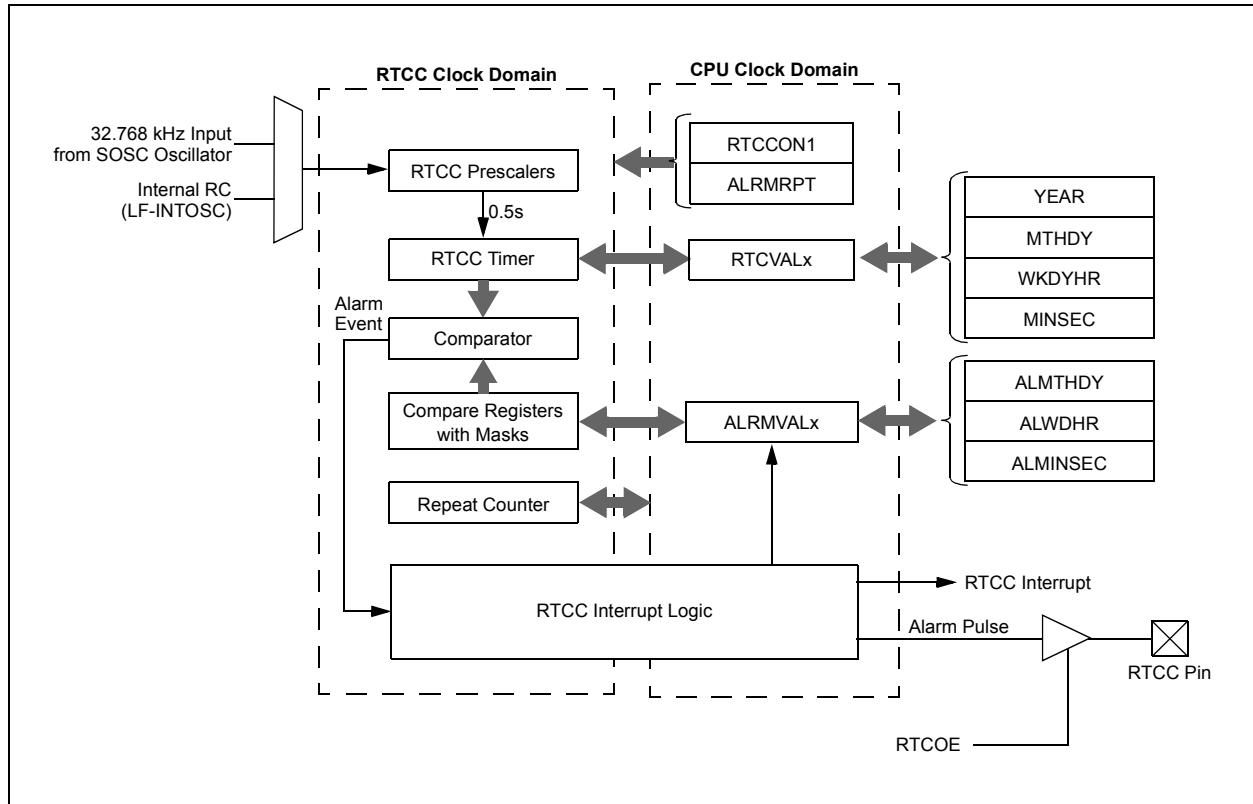 RTCC Clock Domain
CPU Clock Domain
32.768 kHz Input
from SOSC Oscillator
Internal RC
(LF-INTOSC)
RTCC Prescalers
0.5s
RTCC Timer
Alarm
Event
Comparator
Compare Registers
with Masks
Repeat Counter
RTCC Interrupt Logic
RTCCON1
ALRMRPT
RTCVALx
ALRMVALx
YEAR
MTHDY
WKDYHR
MINSEC
ALMTHDY
ALWDHR
ALMINSEC
RTCC Interrupt
Alarm Pulse
RTCC Pin
RTCOE